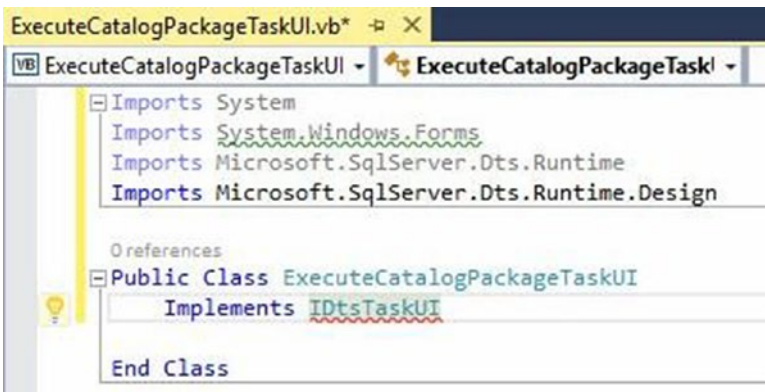 ExecuteCatalogPackageTaskUI.vb*
VB ExecuteCatalogPackageTaskUI ExecuteCatalogPackageTaskU
Imports System
Imports System.Windows.Forms
Imports Microsoft.SqlServer.Dts.Runtime
Imports Microsoft.SqlServer.Dts.Runtime.Design
0 references
Public Class ExecuteCatalogPackageTaskUI
Implements IDtsTaskUI
End Class